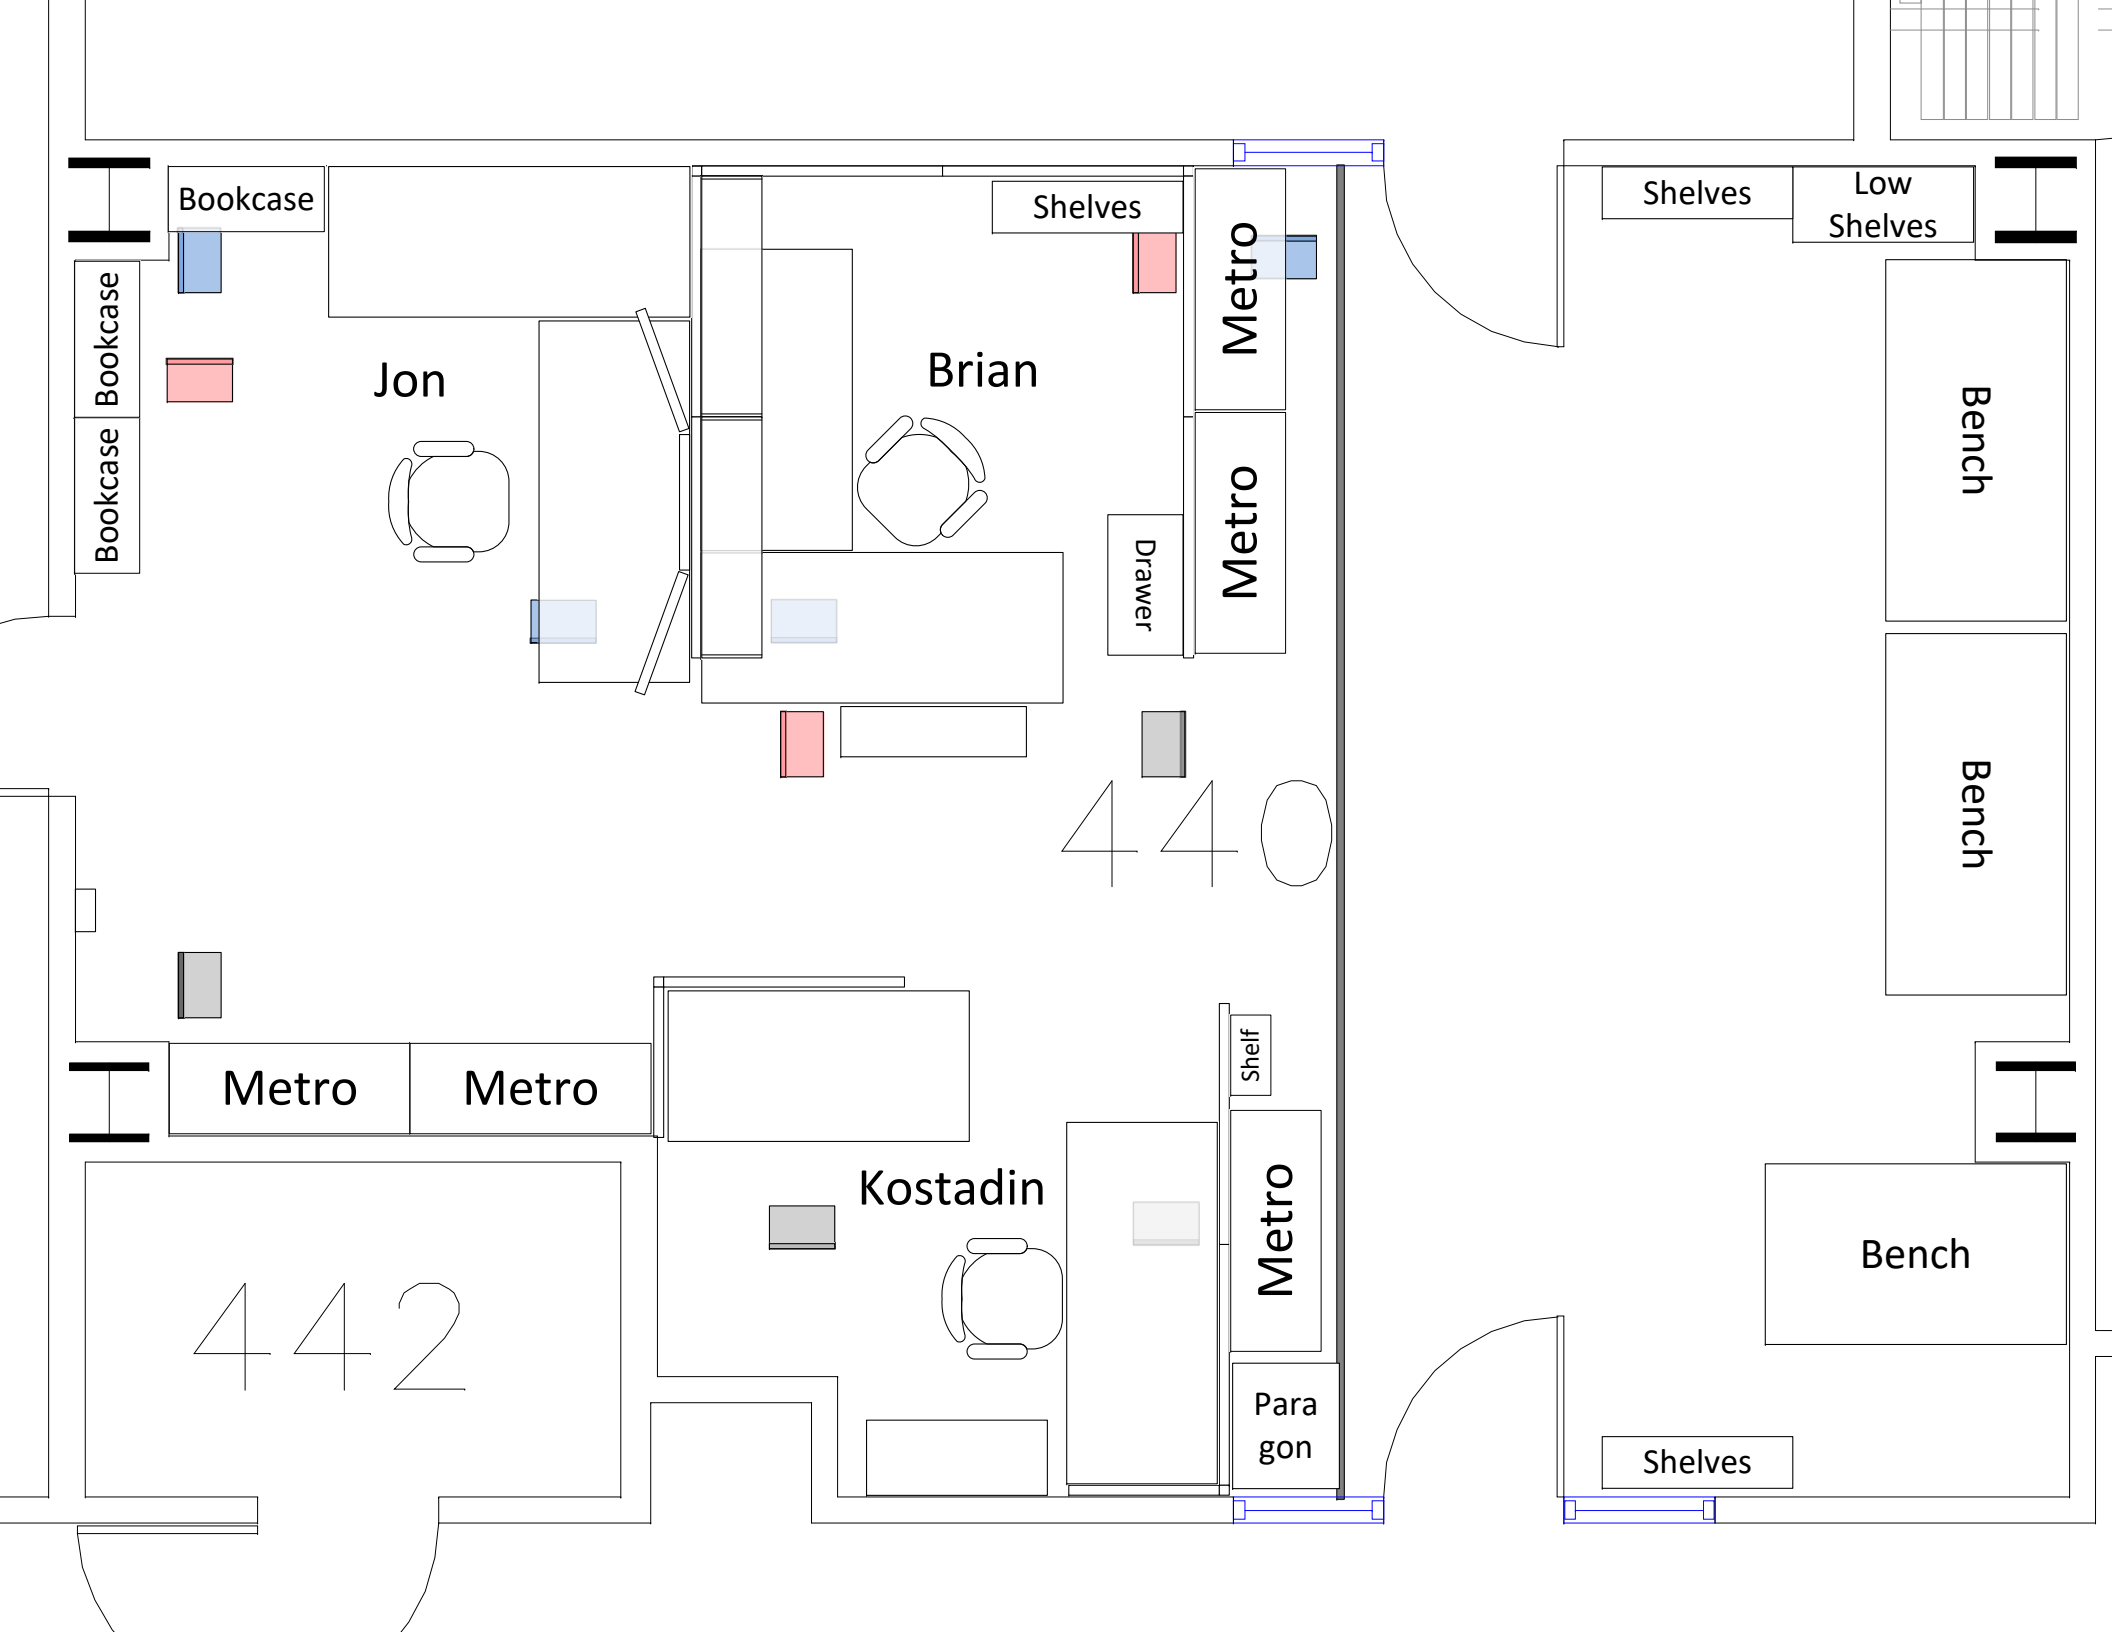 Bookcase
Shelves
Shelves
Low
Shelves
Metro
Bookcase
Jon
Brian
Bench
Bookcase
Metro
Drawer
Bench
440
Shelf
Metro
Metro
Kostadin
Metro
Bench
442
Para
gon
Shelves